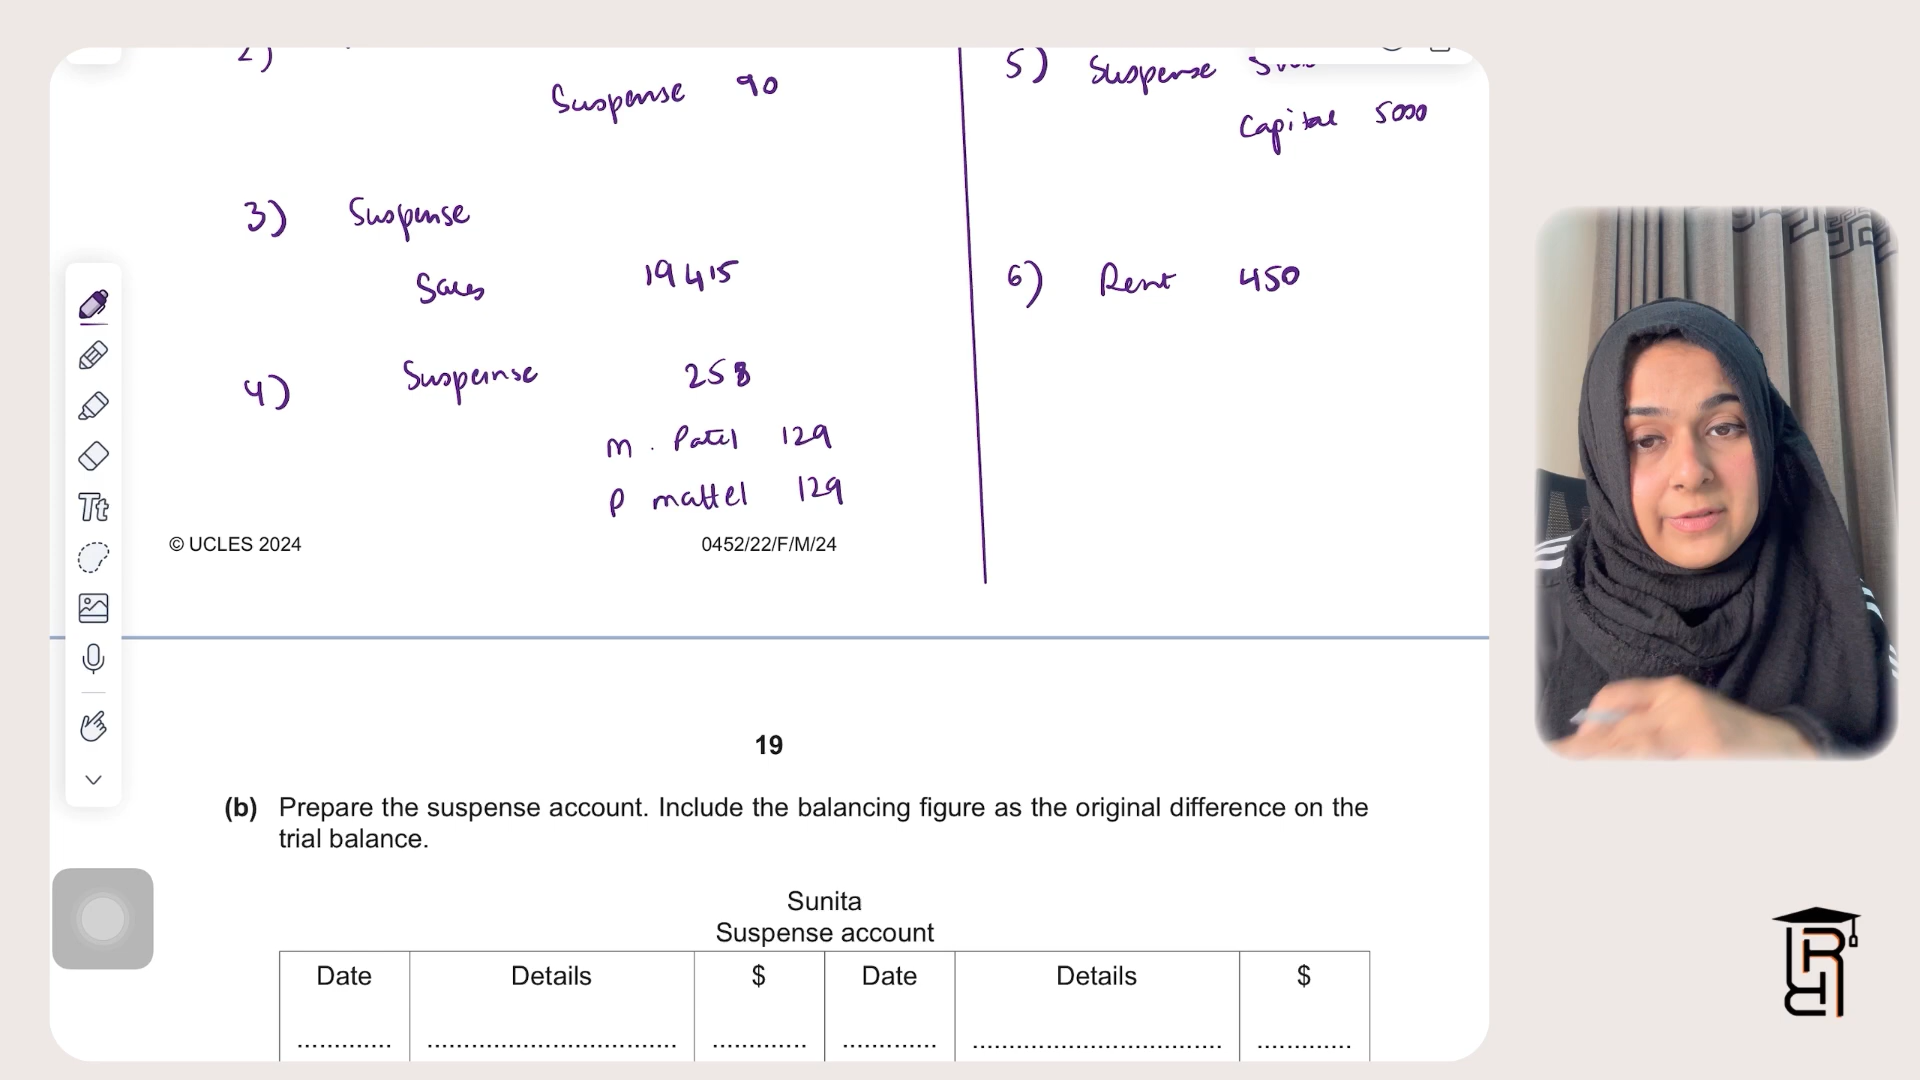 2)
Suspense 90
3) Suspense
Sales 19415
4) Suspense 258
M. Patel 129
P mattel 129
5) Suspense
Capital 5000
6) Rent 450
Tt
© UCLES 2024 0452/22/F/M/24
19
(b) Prepare the suspense account. Include the balancing figure as the original difference on the
trial balance.
Sunita
Suspense account
Date Details $ Date Details $
............. .................................. ............. ............. .................................. .............